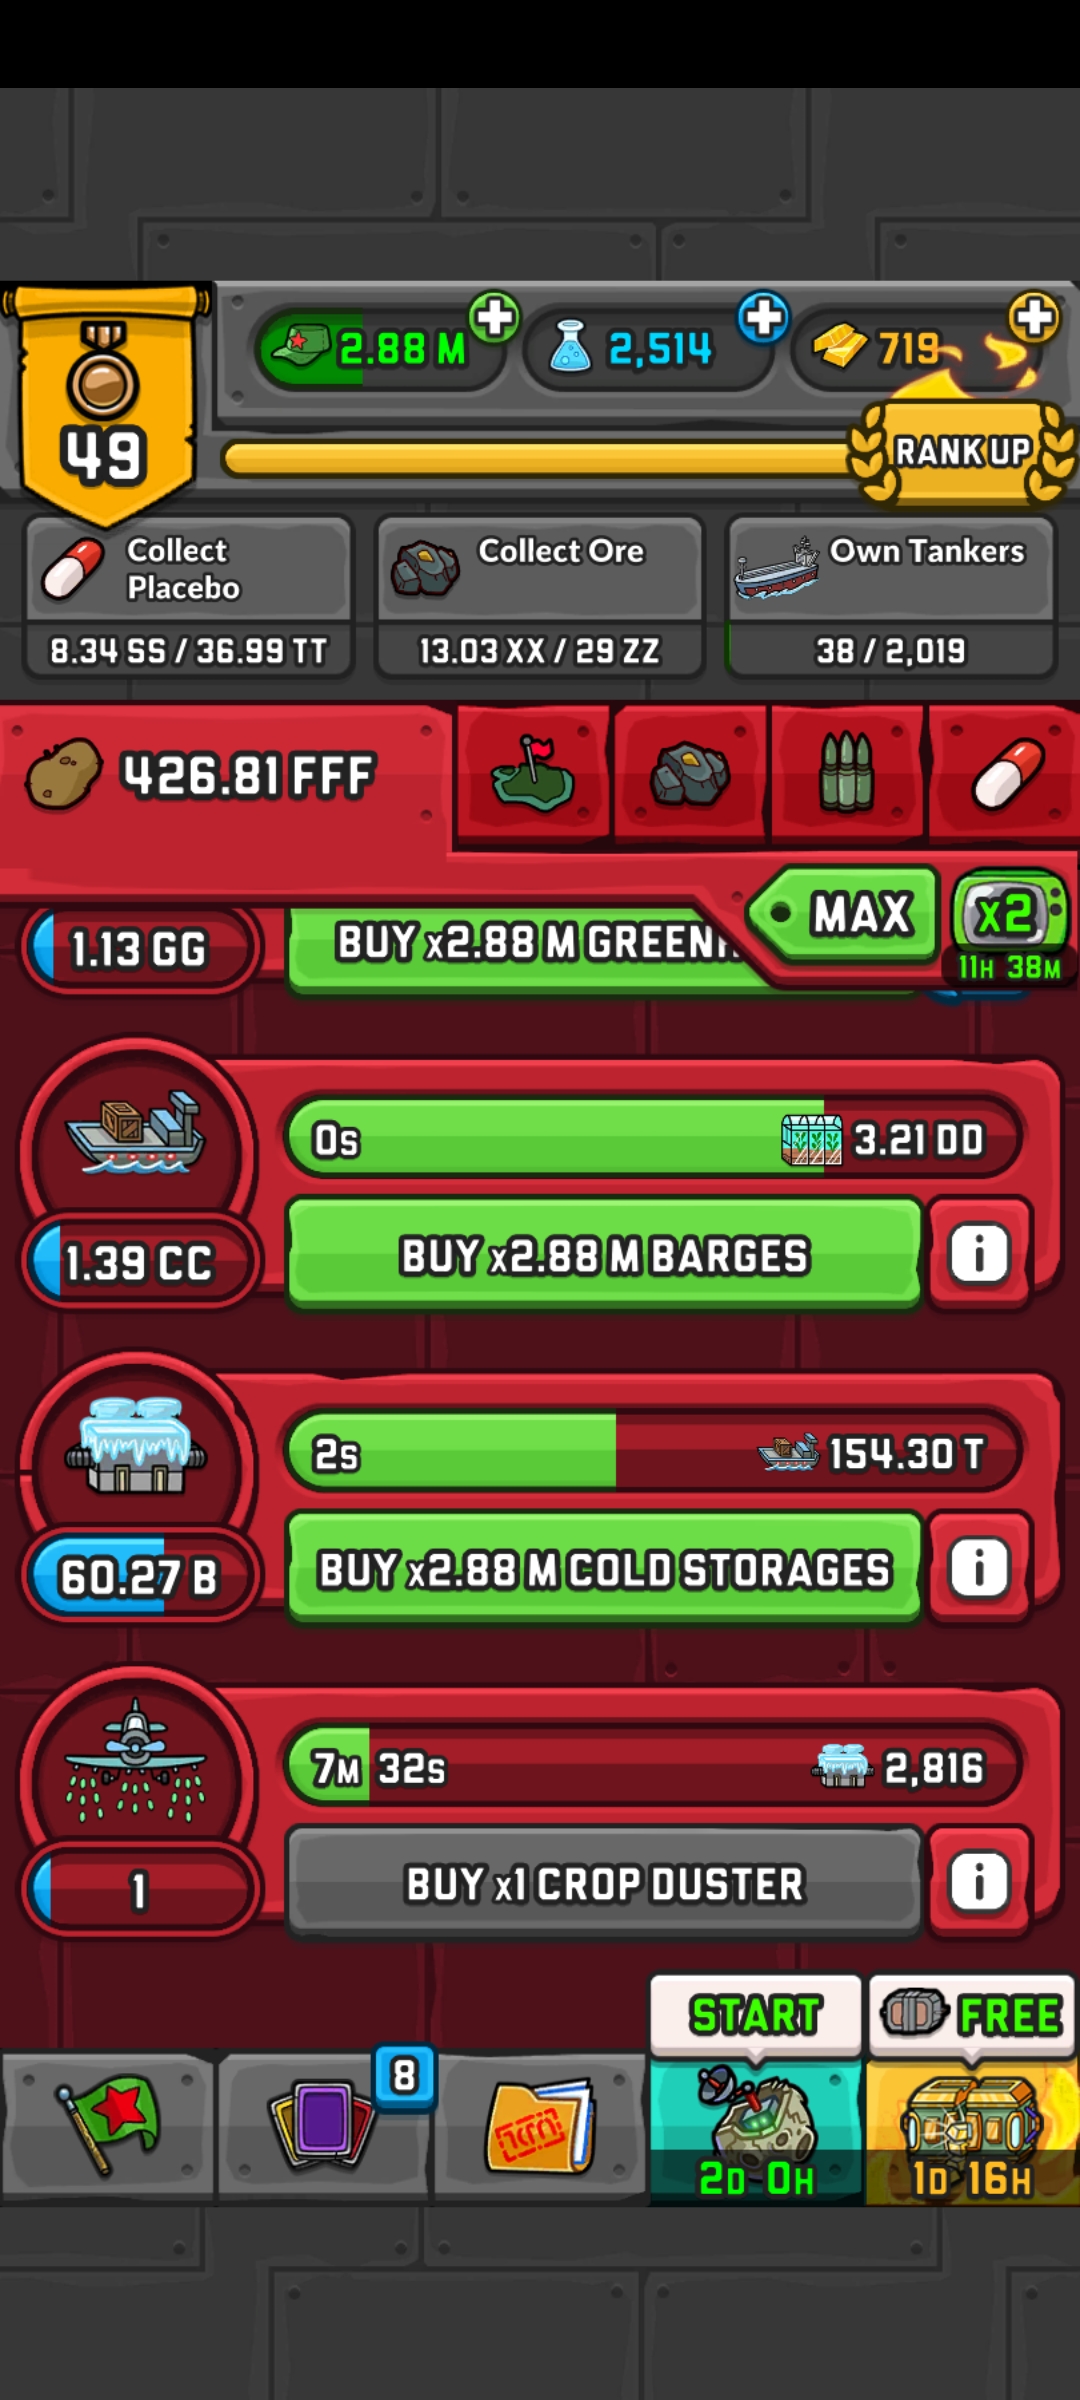 2.88 M
2,514
719
49
RANK UP
Collect
Placebo
Collect Ore
Own Tankers
8.34 SS / 36.99 TT
13.03 XX / 29 ZZ
38 / 2,019
426.81 FFF
MAX
x2
11H 38M
1.13 GG
BUY x2.88 M
0s
3.21 DD
1.39 CC
BUY x2.88 M BARGES
i
2s
154.30 T
60.27 B
BUY x2.88 M COLD STORAGES
i
7M 32s
2,816
1
BUY x1 CROP DUSTER
i
START
FREE
8
2D 0H
1D 16H